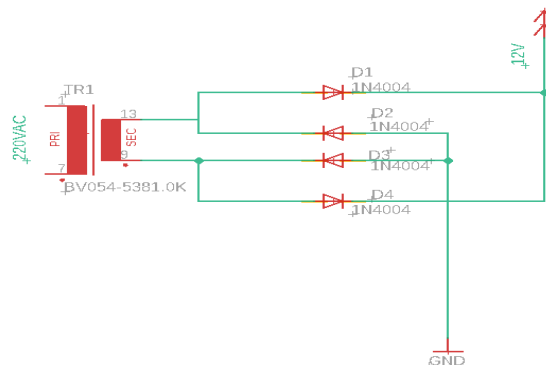 12V
TR1
D1
1N4004
1
13
D2
1N4004
220VAC
PRI
SEC
D3
1N4004
7
9
BV054-5381.0K
D4
1N4004
GND